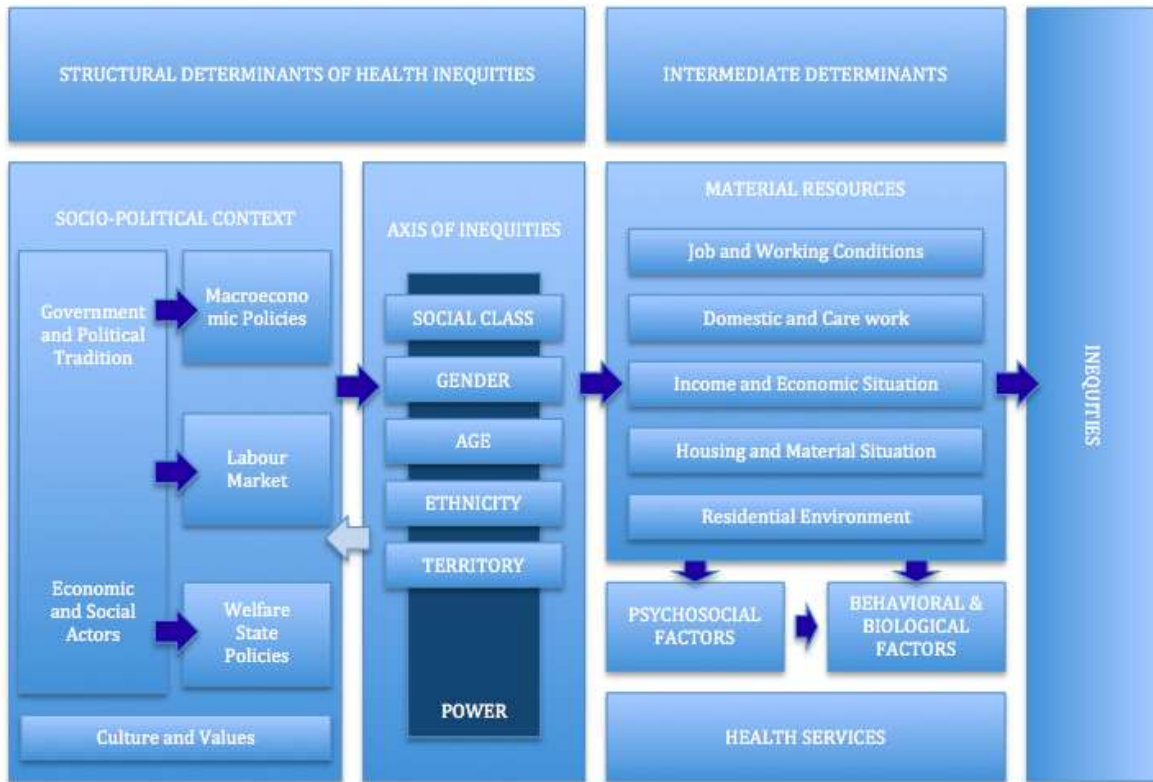 STRUCTURAL DETERMINANTS OF HEALTH INEQUITIES
INTERMEDIATE DETERMINANTS
SOCIO-POLITICAL CONTEXT
Government
and Political
Tradition
Economic
and Social
Actors
Macroecono
mic Policies
Labour
Market
Welfare
State
Policies
Culture and Values
AXIS OF INEQUITIES
SOCIAL CLASS
GENDER
AGE
ETHNICITY
TERRITORY
POWER
MATERIAL RESOURCES
Job and Working Conditions
Domestic and Care work
Income and Economic Situation
Housing and Material Situation
Residential Environment
PSYCHOSOCIAL
FACTORS
BEHAVIORAL &
BIOLOGICAL
FACTORS
HEALTH SERVICES
INEQUITIES